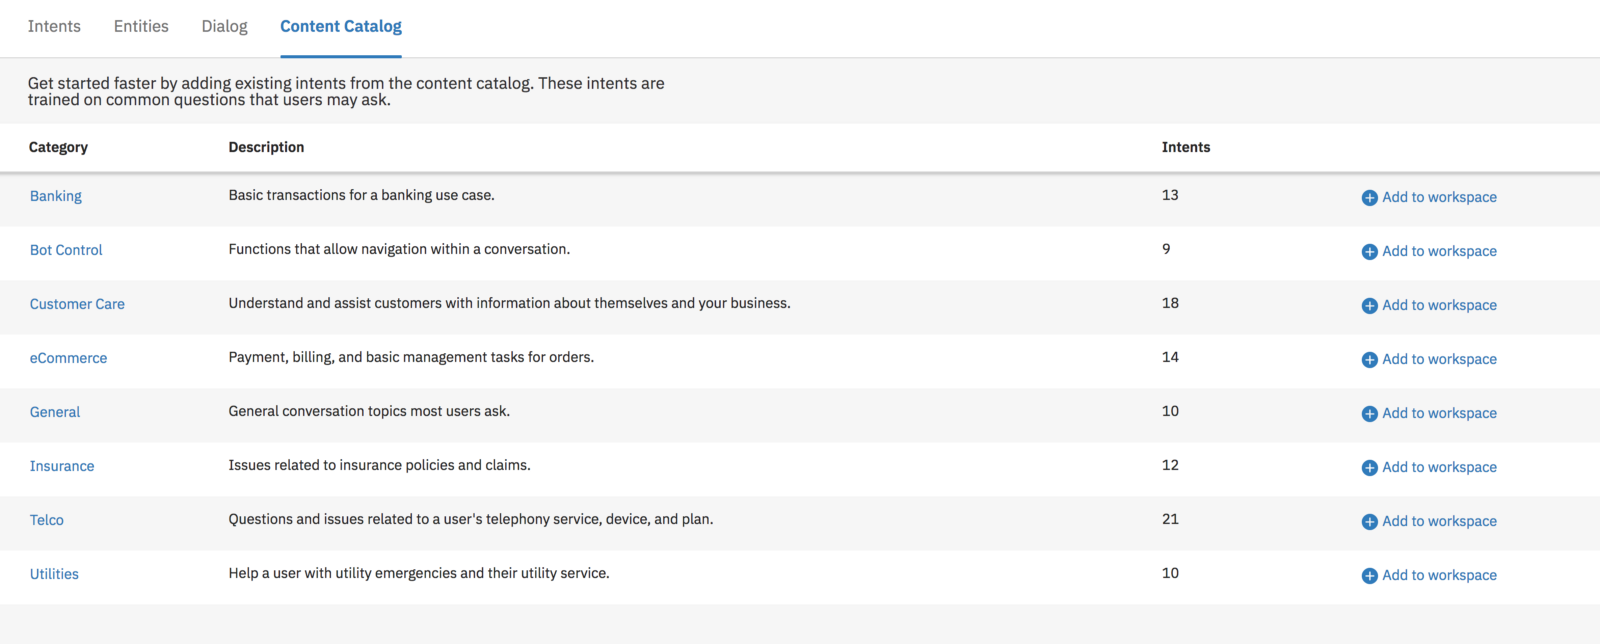 Intents Entities Dialog Content Catalog
Get started faster by adding existing intents from the content catalog. These intents are
trained on common questions that users may ask.
Category Description Intents
Banking Basic transactions for a banking use case. 13 Add to workspace
Bot Control Functions that allow navigation within a conversation. 9 Add to workspace
Customer Care Understand and assist customers with information about themselves and your business. 18 Add to workspace
eCommerce Payment, billing, and basic management tasks for orders. 14 Add to workspace
General General conversation topics most users ask. 10 Add to workspace
Insurance Issues related to insurance policies and claims. 12 Add to workspace
Telco Questions and issues related to a user's telephony service, device, and plan. 21 Add to workspace
Utilities Help a user with utility emergencies and their utility service. 10 Add to workspace